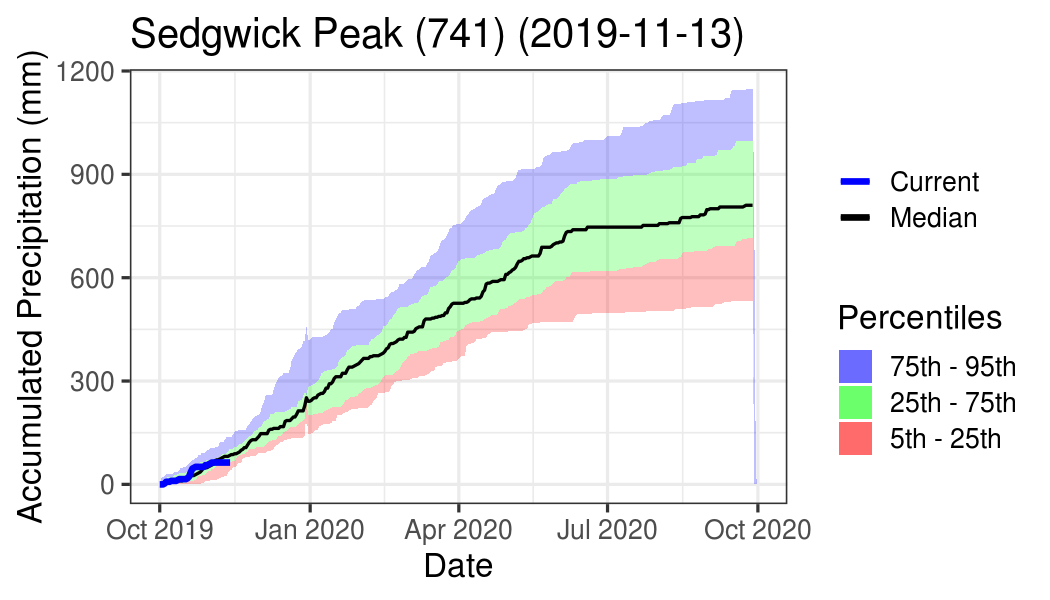 Sedgwick Peak (741) (2019-11-13)
Accumulated Precipitation (mm)
1200
900
600
300
0
Oct 2019
Jan 2020
Apr 2020
Jul 2020
Oct 2020
Date
Current
Median
Percentiles
75th - 95th
25th - 75th
5th - 25th